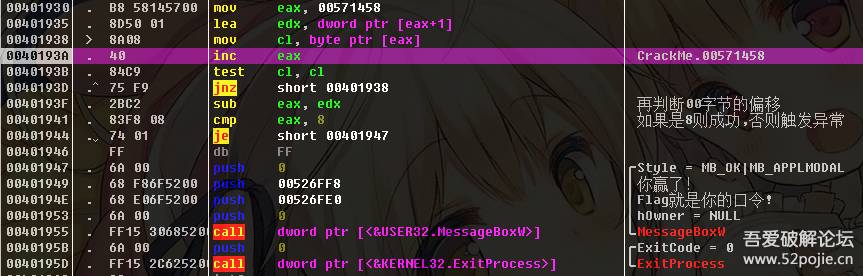 00401930 . B8 58145700 mov eax, 00571458
00401935 . 8D50 01 lea edx, dword ptr [eax+1]
00401938 > 8A08 mov cl, byte ptr [eax]
0040193A . 40 inc eax CrackMe.00571458
0040193B . 84C9 test cl, cl
0040193D .^ 75 F9 jnz short 00401938
0040193F . 2BC2 sub eax, edx 再判断00字节的偏移
00401941 . 83F8 08 cmp eax, 8 如果是8则成功,否则触发异常
00401944 .⌄ 74 01 je short 00401947
00401946 FF db FF
00401947 . 6A 00 push 0 Style = MB_OK|MB_APPLMODAL
00401949 . 68 F86F5200 push 00526FF8 你赢了!
0040194E . 68 E06F5200 push 00526FE0 Flag就是你的口令!
00401953 . 6A 00 push 0 hOwner = NULL
00401955 . FF15 30685200 call dword ptr [<&USER32.MessageBoxW>] MessageBoxW
0040195B . 6A 00 push 0 ExitCode = 0
0040195D . FF15 2C625200 call dword ptr [<&KERNEL32.ExitProcess>] ExitProcess
吾爱破解论坛
www.52pojie.cn